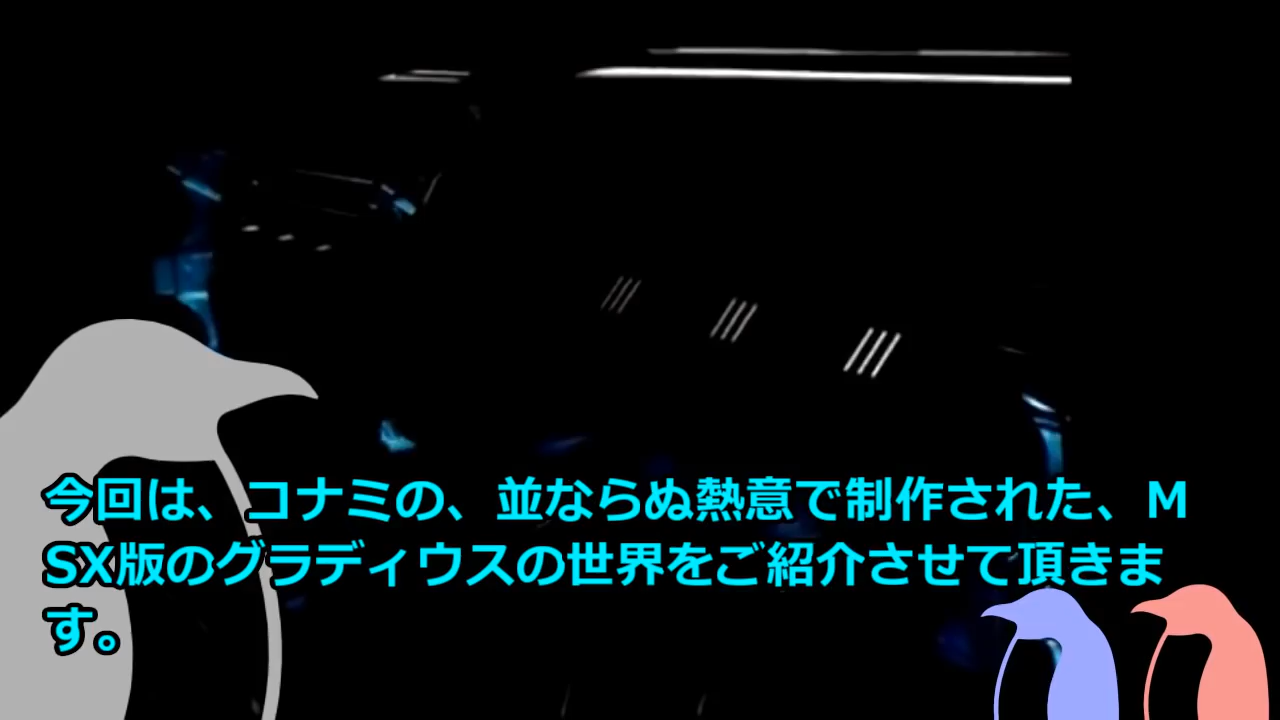 今回は、コナミの、並ならぬ熱意で制作された、M
SX版のグラディウスの世界をご紹介させて頂きま
す。